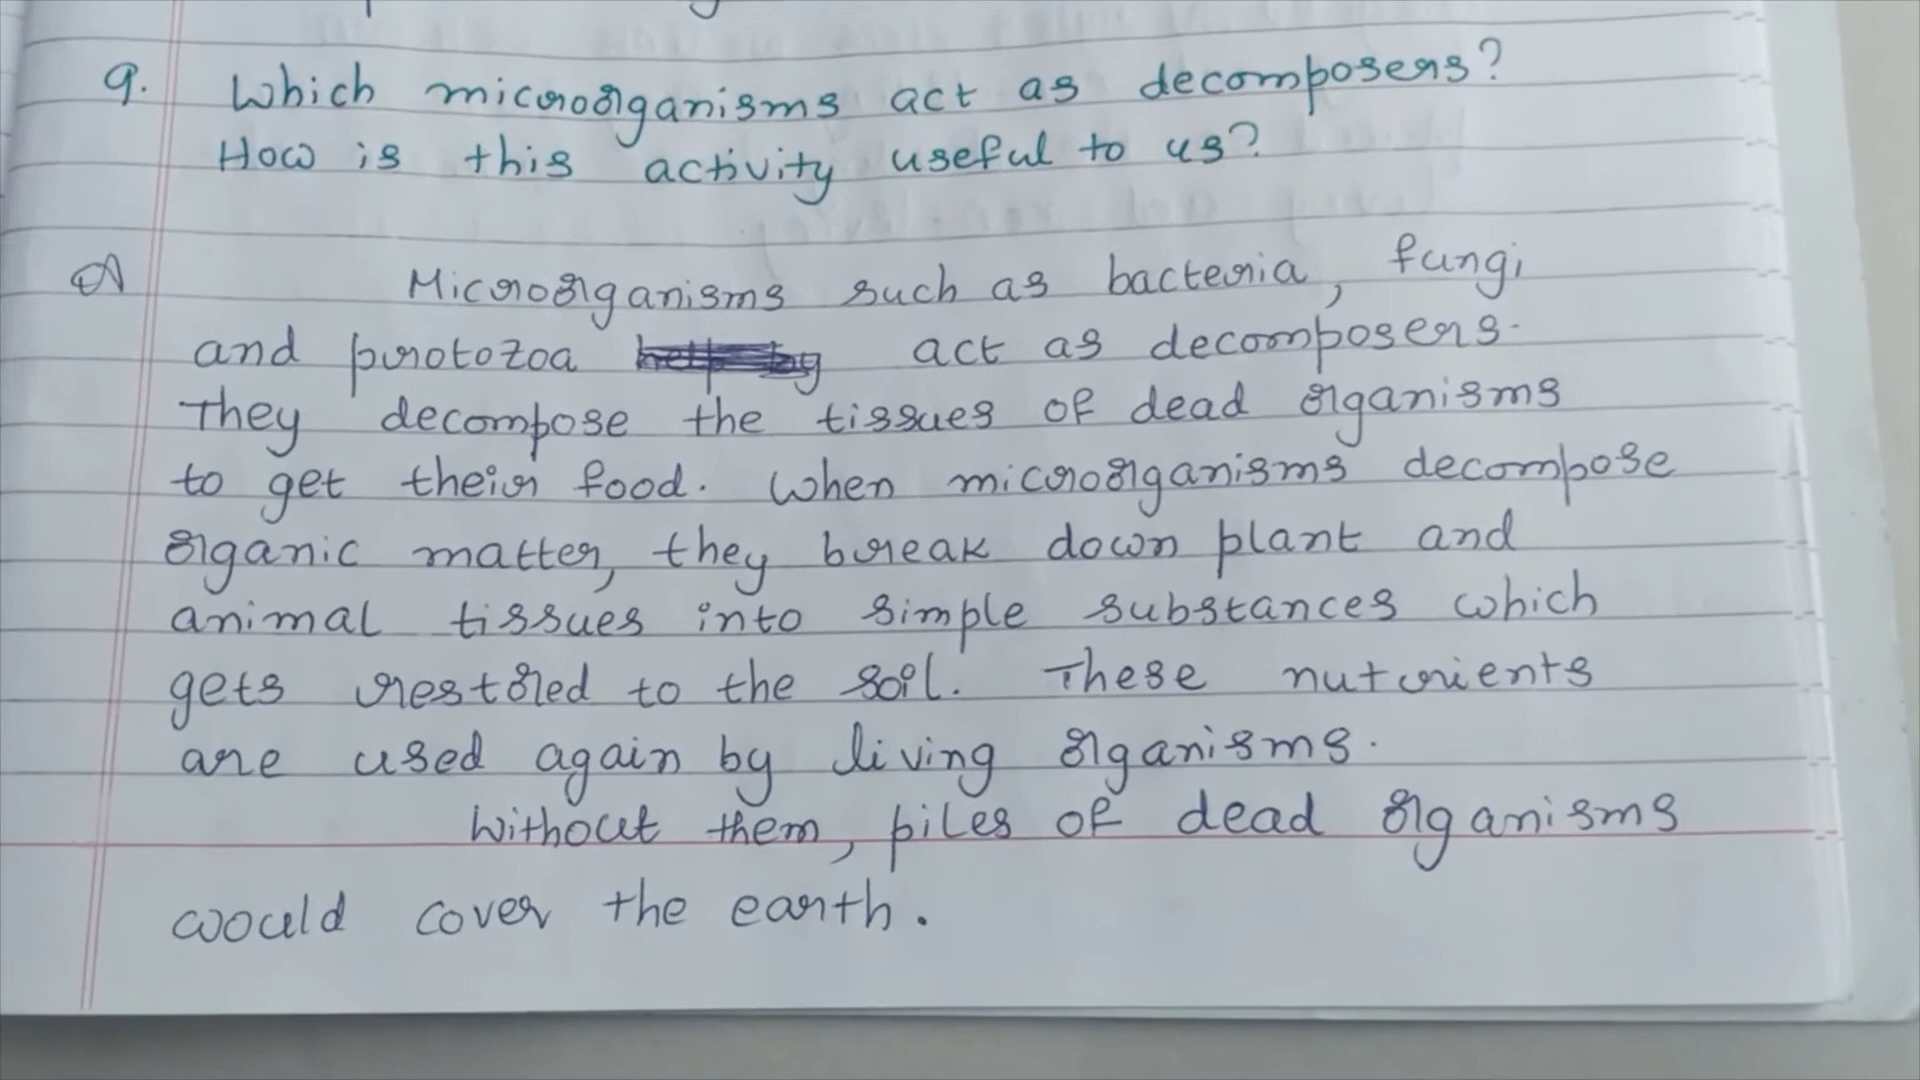 9. Which microorganisms act as decomposers?
How is this activity useful to us?
A Microorganisms such as bacteria, fungi
and protozoa act as decomposers.
They decompose the tissues of dead organisms
to get their food. When microorganisms decompose
organic matter, they break down plant and
animal tissues into simple substances which
gets restored to the soil. These nutrients
are used again by living organisms.
Without them, piles of dead organisms
would cover the earth.